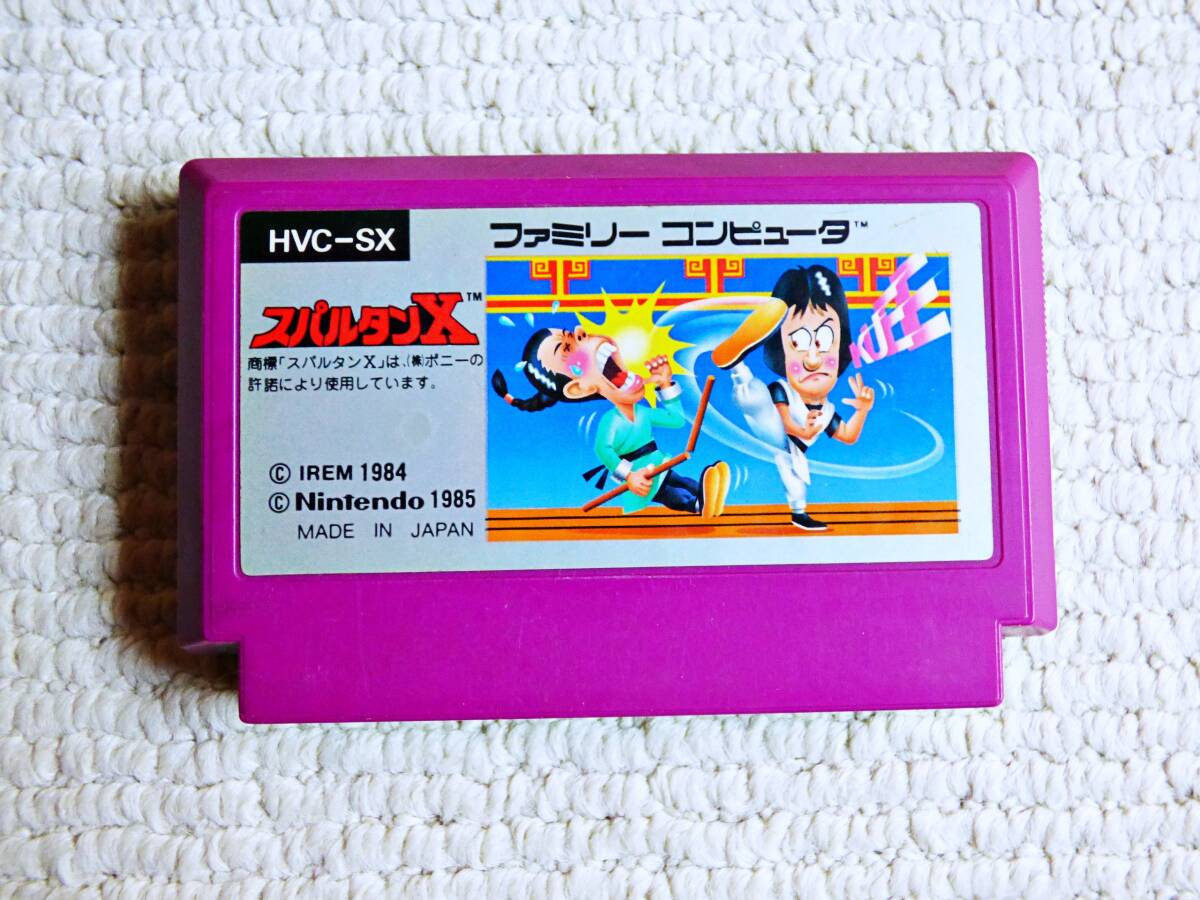 HVC-SX
ファミリー コンピュータ™
スパルタンX™
商標「スパルタンX」は、(株)ポニーの
許諾により使用しています。
© IREM 1984
© Nintendo 1985
MADE IN JAPAN